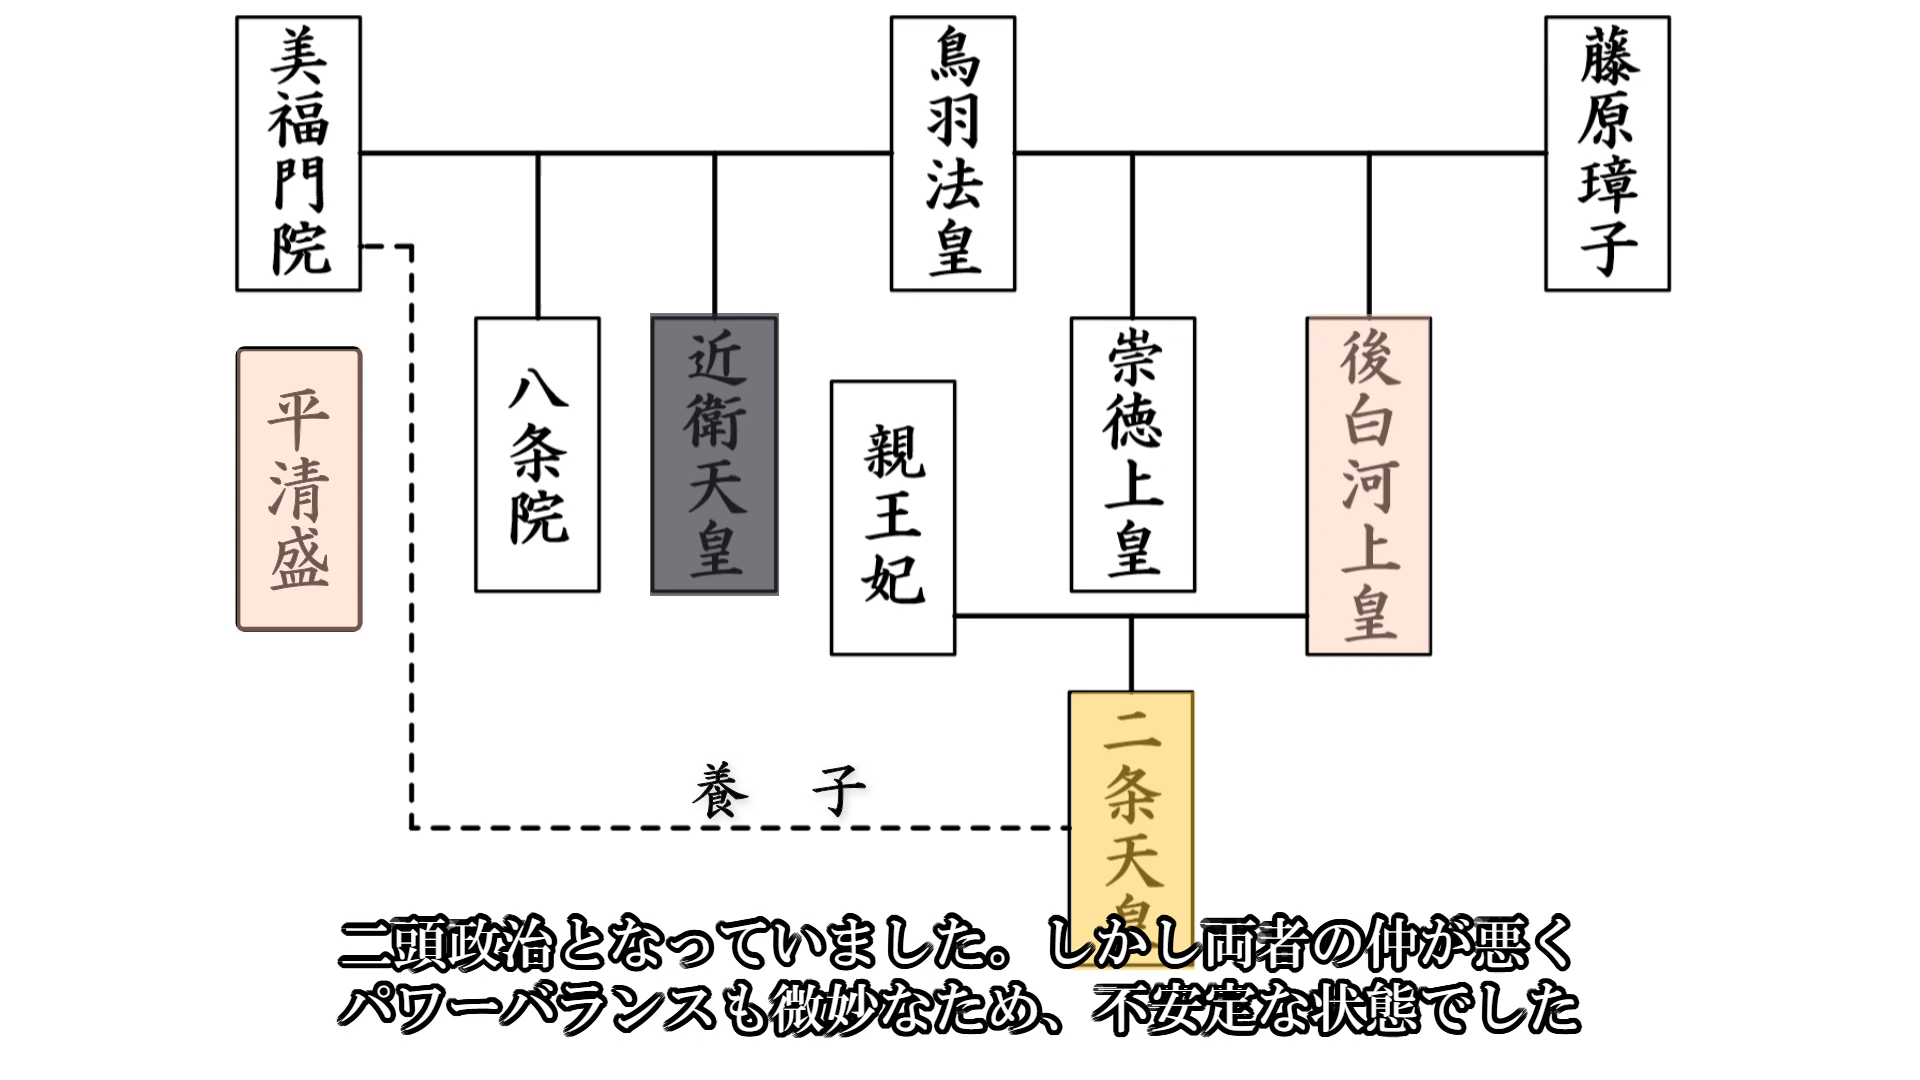 美福門院
鳥羽法皇
藤原璋子
平清盛
八条院
近衛天皇
親王妃
崇徳上皇
後白河上皇
養子
二条天皇
二頭政治となっていました。しかし両者の仲が悪く
パワーバランスも微妙なため、不安定な状態でした